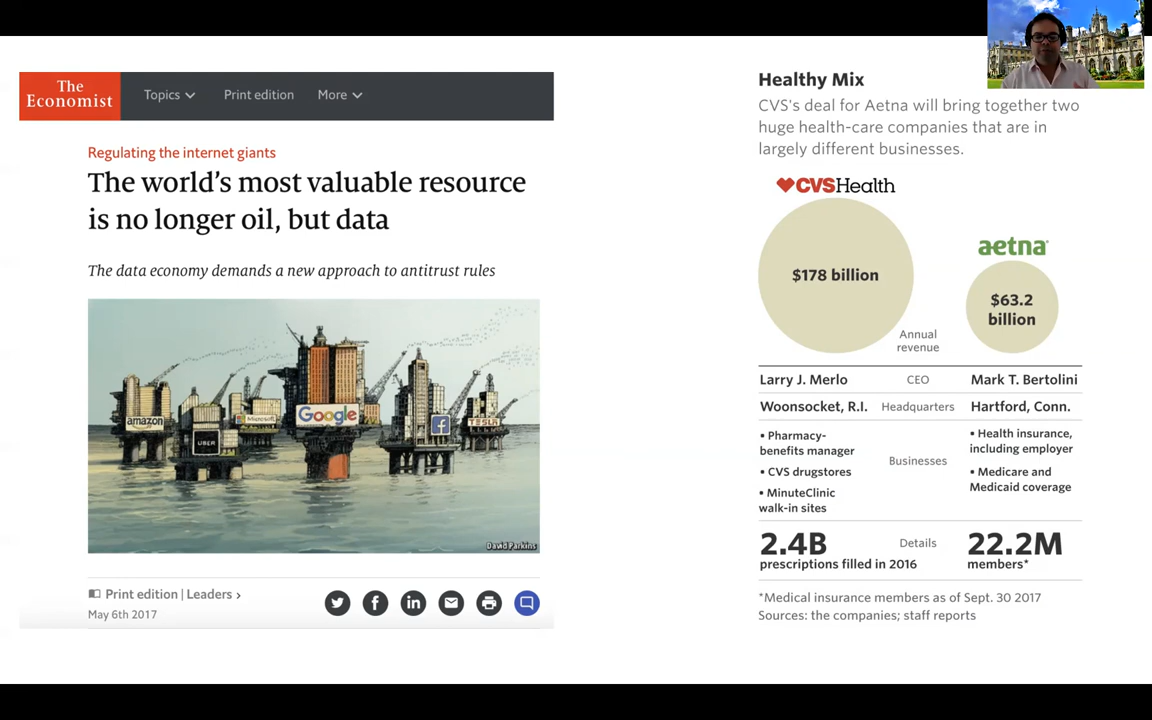 The
Economist
Topics
Print edition
More
Regulating the internet giants
The world's most valuable resource
is no longer oil, but data
The data economy demands a new approach to antitrust rules
amazon
UBER
Microsoft
Google
f
TESLA
David Parkins
Print edition | Leaders ›
May 6th 2017
Healthy Mix
CVS's deal for Aetna will bring together two
huge health-care companies that are in
largely different businesses.
CVSHealth
aetna
$178 billion
$63.2
billion
Annual
revenue
Larry J. Merlo CEO Mark T. Bertolini
Woonsocket, R.I. Headquarters Hartford, Conn.
▪ Pharmacy-
benefits manager
▪ CVS drugstores
▪ MinuteClinic
walk-in sites
Businesses
▪ Health insurance,
including employer
▪ Medicare and
Medicaid coverage
2.4B Details 22.2M
prescriptions filled in 2016 members*
*Medical insurance members as of Sept. 30 2017
Sources: the companies; staff reports